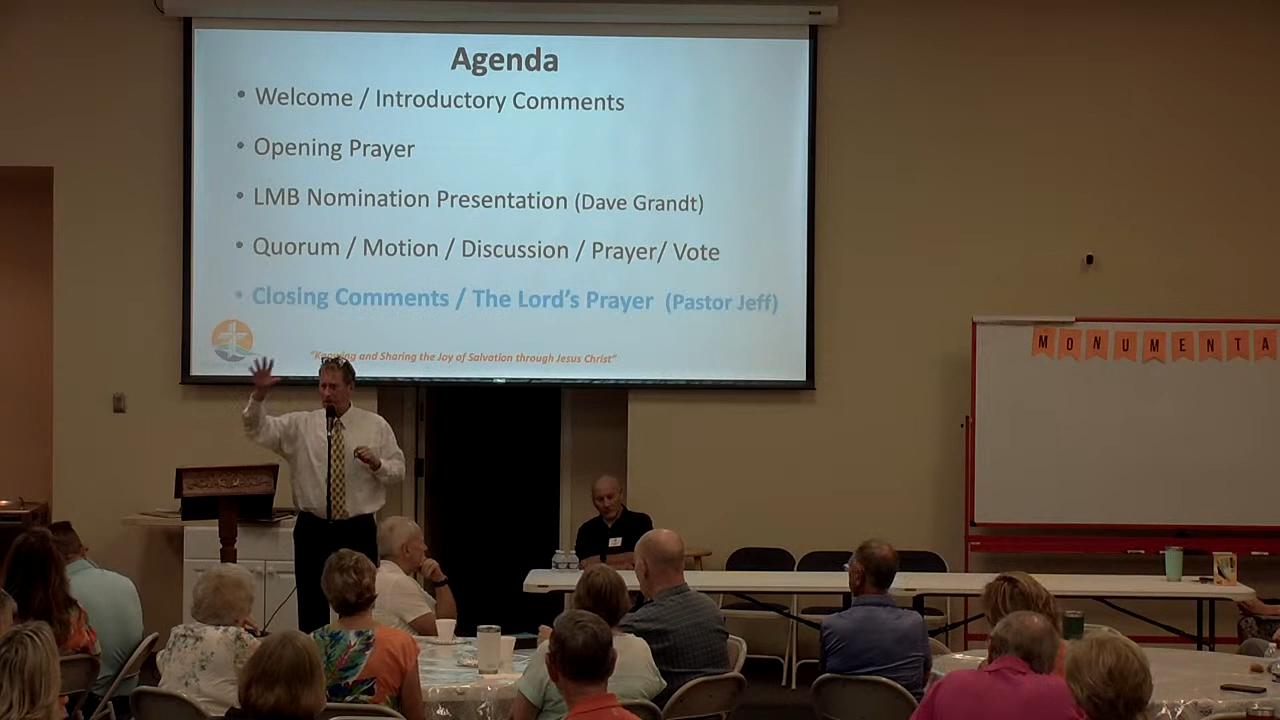 Agenda
• Welcome / Introductory Comments
• Opening Prayer
• LMB Nomination Presentation (Dave Grandt)
• Quorum / Motion / Discussion / Prayer/ Vote
• Closing Comments / The Lord's Prayer (Pastor Jeff)
"Knowing and Sharing the Joy of Salvation through Jesus Christ"
MONUMENTA